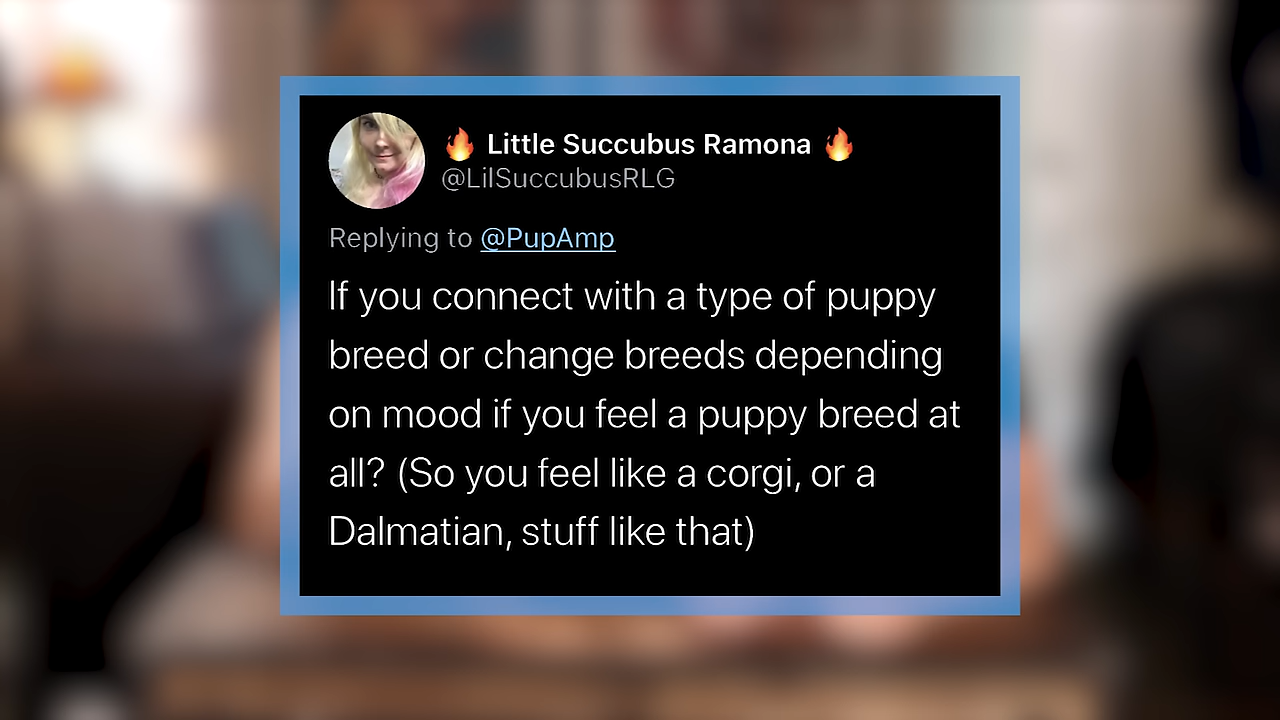 🔥 Little Succubus Ramona 🔥
@LilSuccubusRLG
Replying to @PupAmp
If you connect with a type of puppy
breed or change breeds depending
on mood if you feel a puppy breed at
all? (So you feel like a corgi, or a
Dalmatian, stuff like that)